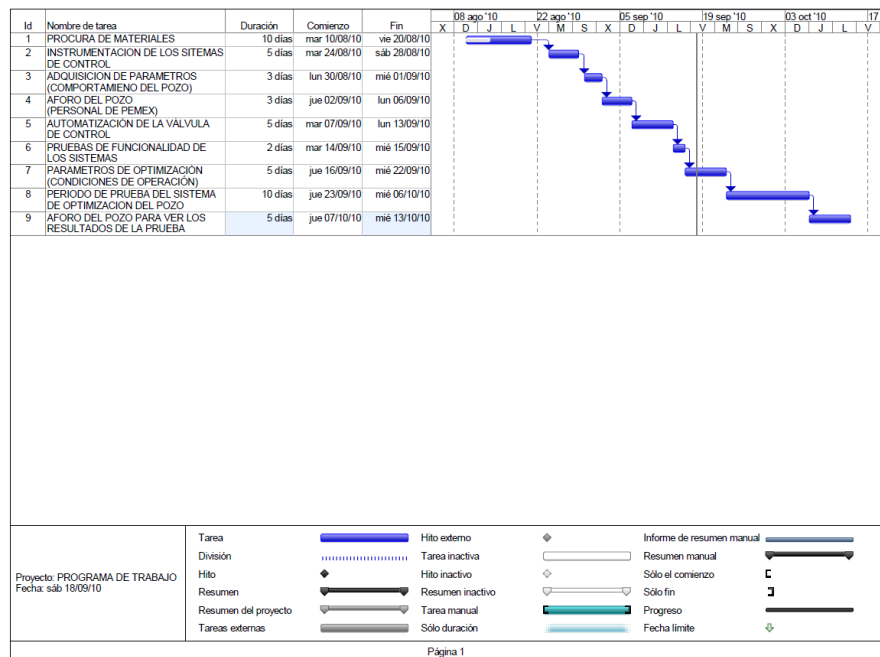 Id Nombre de tarea Duración Comienzo Fin 08 ago '10 22 ago '10 05 sep '10 19 sep '10 03 oct '10 17
X D J L V M S X D J L V M S X D J L V
1 PROCURA DE MATERIALES 10 días mar 10/08/10 vie 20/08/10
2 INSTRUMENTACION DE LOS SITEMAS 5 días mar 24/08/10 sáb 28/08/10
DE CONTROL
3 ADQUISICION DE PARAMETROS 3 días lun 30/08/10 mié 01/09/10
(COMPORTAMIENO DEL POZO)
4 AFORO DEL POZO 3 días jue 02/09/10 lun 06/09/10
(PERSONAL DE PEMEX)
5 AUTOMATIZACIÓN DE LA VÁLVULA 5 días mar 07/09/10 lun 13/09/10
DE CONTROL
6 PRUEBAS DE FUNCIONALIDAD DE 2 días mar 14/09/10 mié 15/09/10
LOS SISTEMAS
7 PARAMETROS DE OPTIMIZACIÓN 5 días jue 16/09/10 mié 22/09/10
(CONDICIONES DE OPERACIÓN)
8 PERIODO DE PRUEBA DEL SISTEMA 10 días jue 23/09/10 mié 06/10/10
DE OPTIMIZACION DEL POZO
9 AFORO DEL POZO PARA VER LOS 5 días jue 07/10/10 mié 13/10/10
RESULTADOS DE LA PRUEBA
Proyecto: PROGRAMA DE TRABAJO
Fecha: sáb 18/09/10
Tarea Hito externo Informe de resumen manual
División Tarea inactiva Resumen manual
Hito Hito inactivo Sólo el comienzo
Resumen Resumen inactivo Sólo fin
Resumen del proyecto Tarea manual Progreso
Tareas externas Sólo duración Fecha límite
Página 1